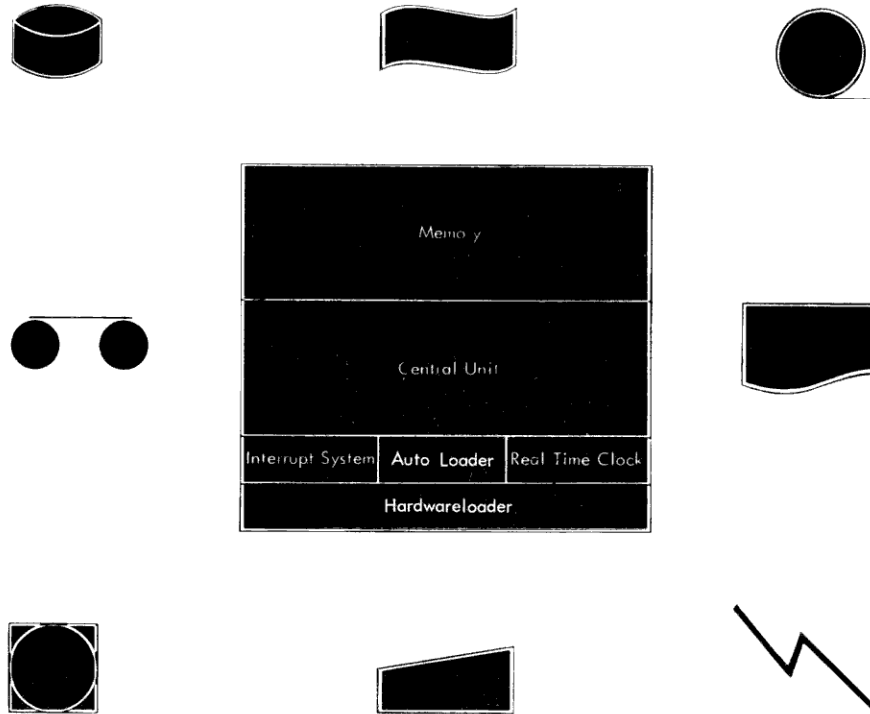 Memo y
Central Unit
Interrupt System
Auto Loader
Real Time Clock
Hardwareloader